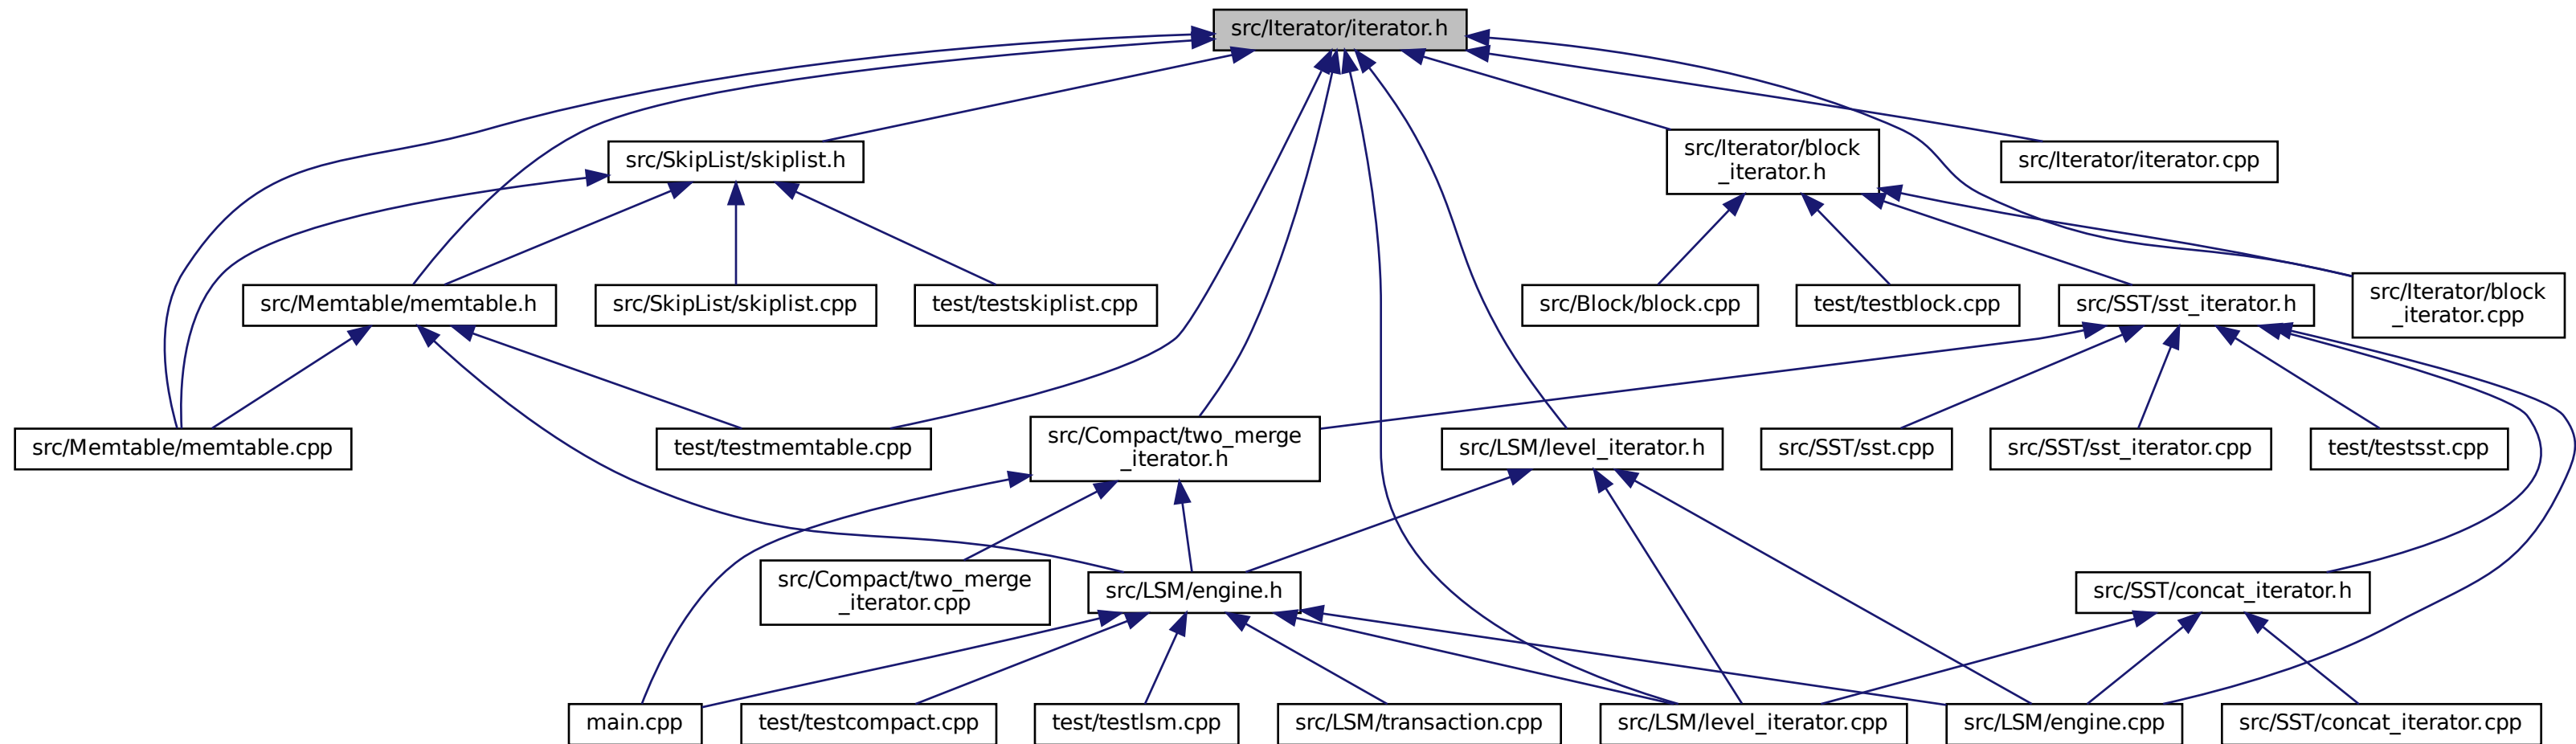 src/Iterator/iterator.h
src/SkipList/skiplist.h
src/Iterator/block
_iterator.h
src/Iterator/iterator.cpp
src/Memtable/memtable.h
src/SkipList/skiplist.cpp
test/testskiplist.cpp
src/Block/block.cpp
test/testblock.cpp
src/SST/sst_iterator.h
src/Iterator/block
_iterator.cpp
src/Memtable/memtable.cpp
test/testmemtable.cpp
src/Compact/two_merge
_iterator.h
src/LSM/level_iterator.h
src/SST/sst.cpp
src/SST/sst_iterator.cpp
test/testsst.cpp
src/Compact/two_merge
_iterator.cpp
src/LSM/engine.h
src/SST/concat_iterator.h
main.cpp
test/testcompact.cpp
test/testlsm.cpp
src/LSM/transaction.cpp
src/LSM/level_iterator.cpp
src/LSM/engine.cpp
src/SST/concat_iterator.cpp